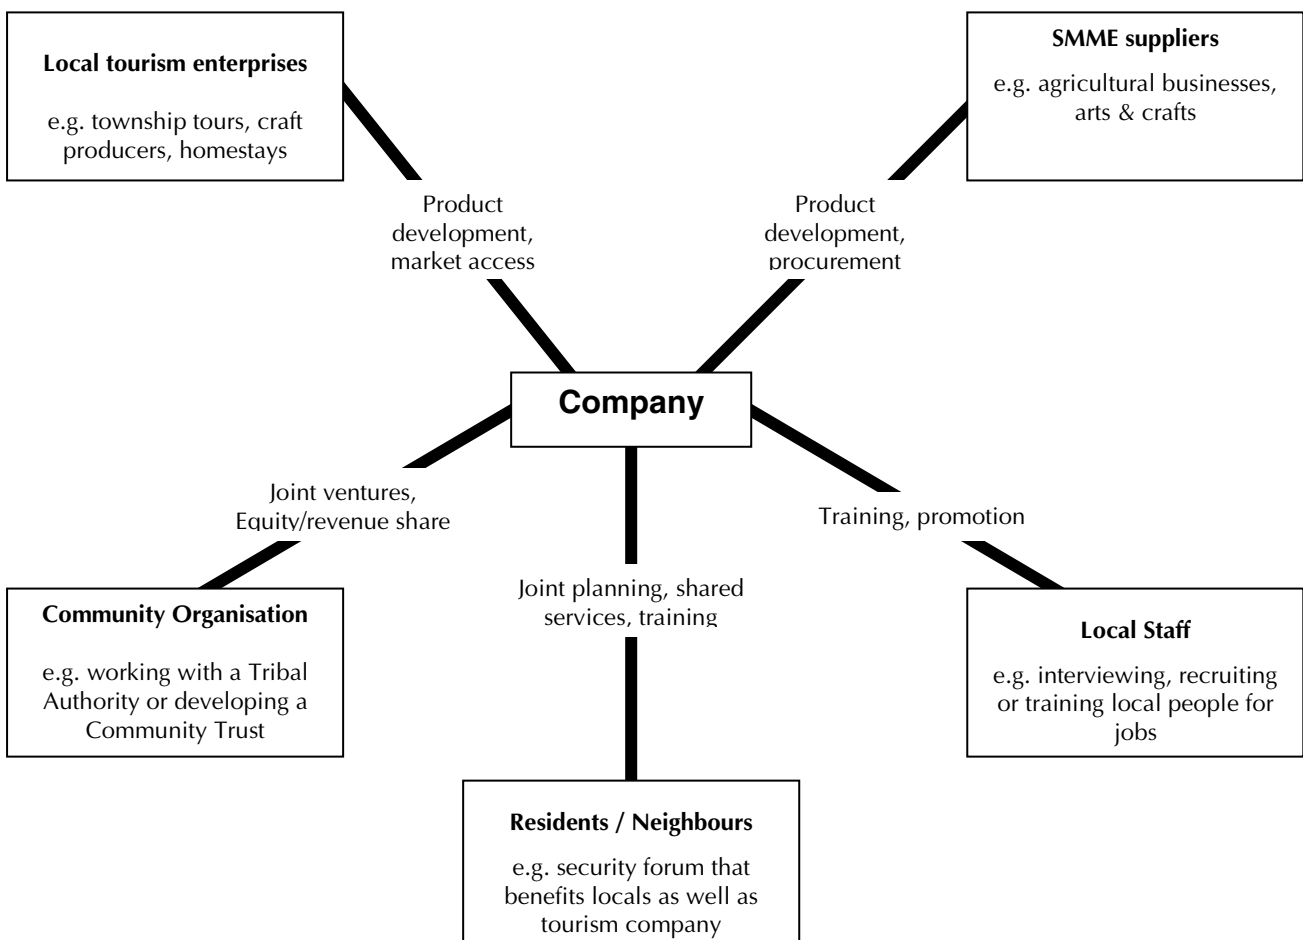 Local tourism enterprises
e.g. township tours, craft
producers, homestays
SMME suppliers
e.g. agricultural businesses,
arts & crafts
Product
development,
market access
Product
development,
procurement
Company
Joint ventures,
Equity/revenue share
Training, promotion
Joint planning, shared
services, training
Community Organisation
e.g. working with a Tribal
Authority or developing a
Community Trust
Local Staff
e.g. interviewing, recruiting
or training local people for
jobs
Residents / Neighbours
e.g. security forum that
benefits locals as well as
tourism company